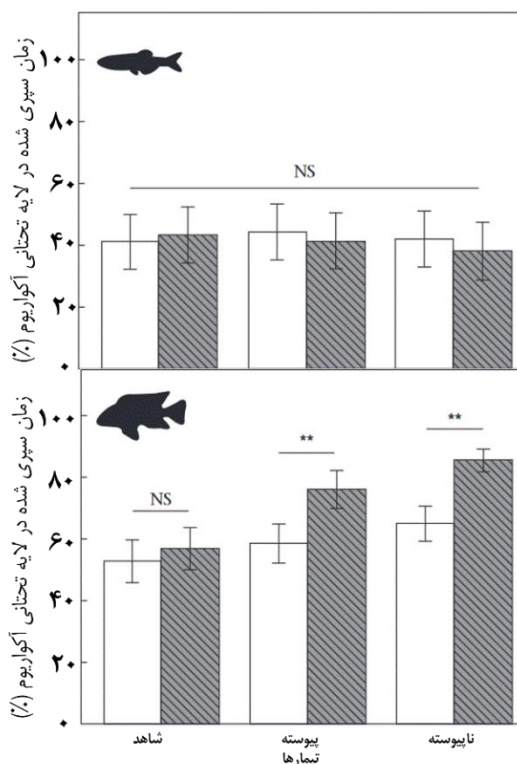 زمان سپری شده در لایه تحتانی آکواریوم (%)
۱۰۰
۸۰
۶۰
۴۰
۲۰
۰
NS
زمان سپری شده در لایه تحتانی آکواریوم (%)
۱۰۰
۸۰
۶۰
۴۰
۲۰
۰
NS
**
**
شاهد
پیوسته
ناپیوسته
تیمارها